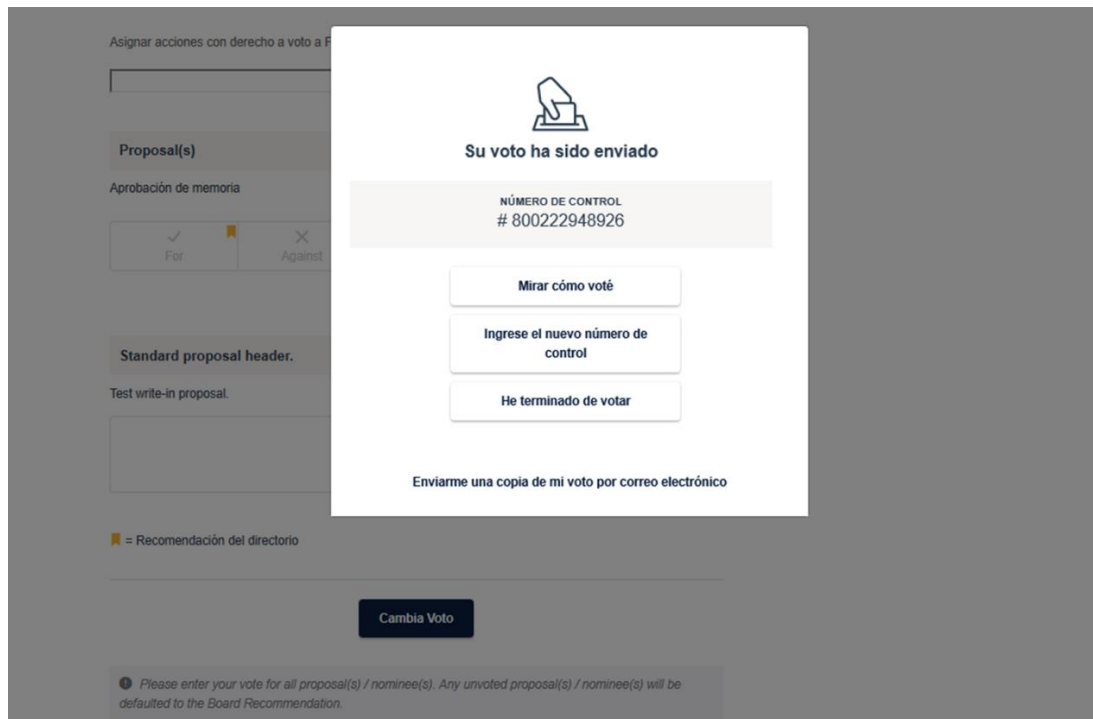 Asignar acciones con derecho a voto a
Proposal(s)
Aprobación de memoria
For
Against
Standard proposal header.
Test write-in proposal.
Su voto ha sido enviado
NÚMERO DE CONTROL
# 800222948926
Mirar cómo voté
Ingrese el nuevo número de
control
He terminado de votar
Enviarme una copia de mi voto por correo electrónico
= Recomendación del directorio
Cambia Voto
Please enter your vote for all proposal(s) / nominee(s). Any unvoted proposal(s) / nominee(s) will be
defaulted to the Board Recommendation.